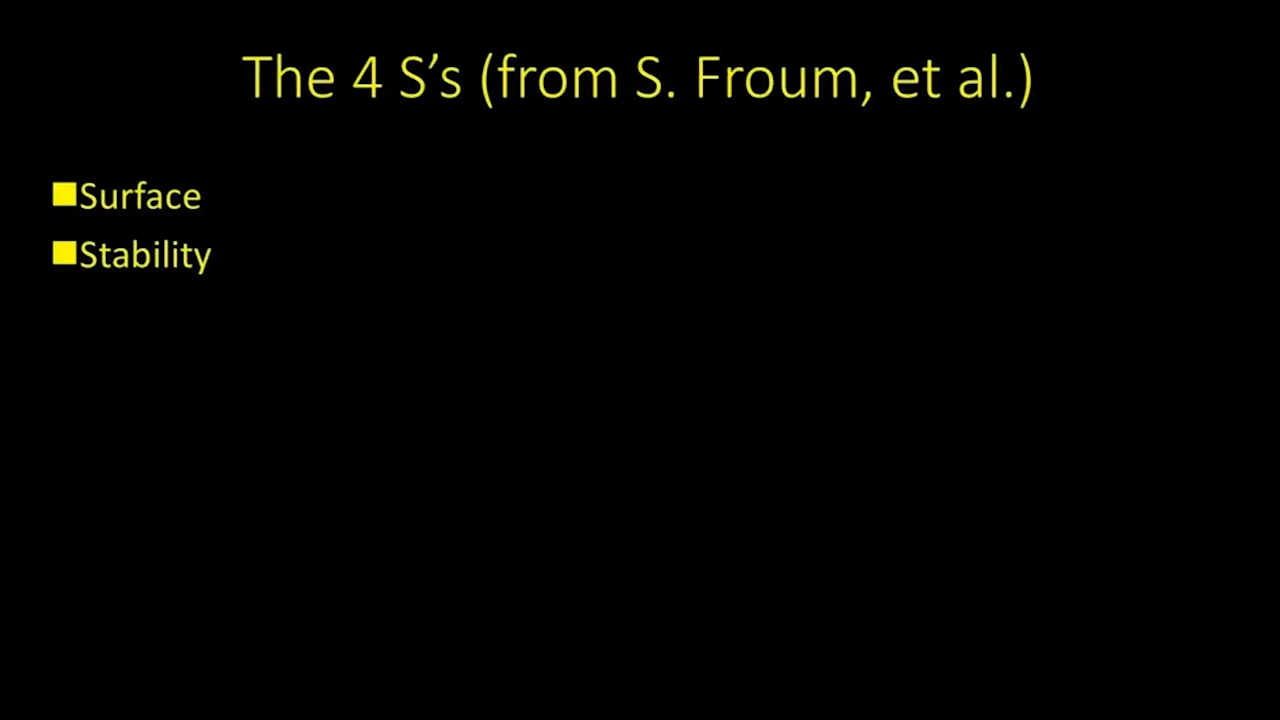 The 4 S’s (from S. Froum, et al.)
Surface
Stability